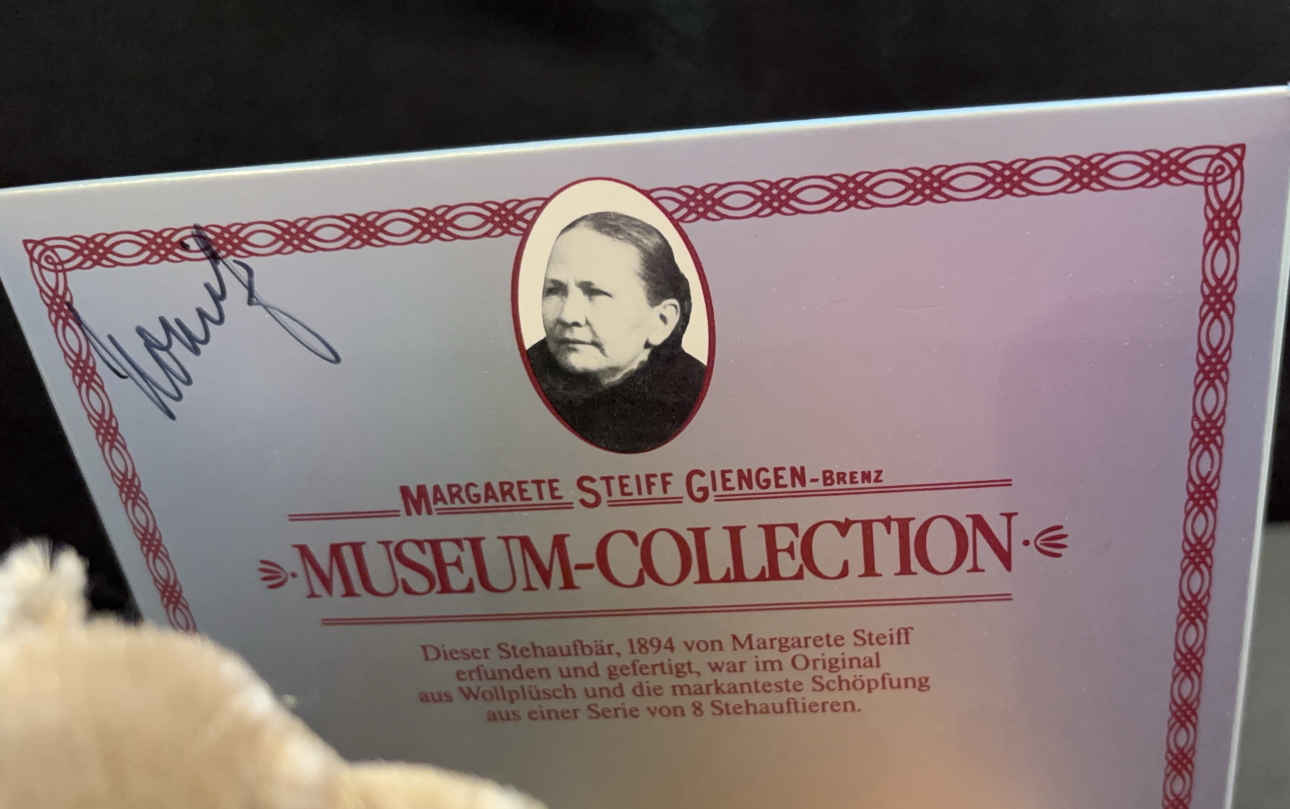 MARGARETE STEIFF GIENGEN-BRENZ
MUSEUM-COLLECTION
Dieser Stehaufbär, 1894 von Margarete Steiff
erfunden und gefertigt, war im Original
aus Wollplüsch und die markanteste Schöpfung
aus einer Serie von 8 Stehauftieren.